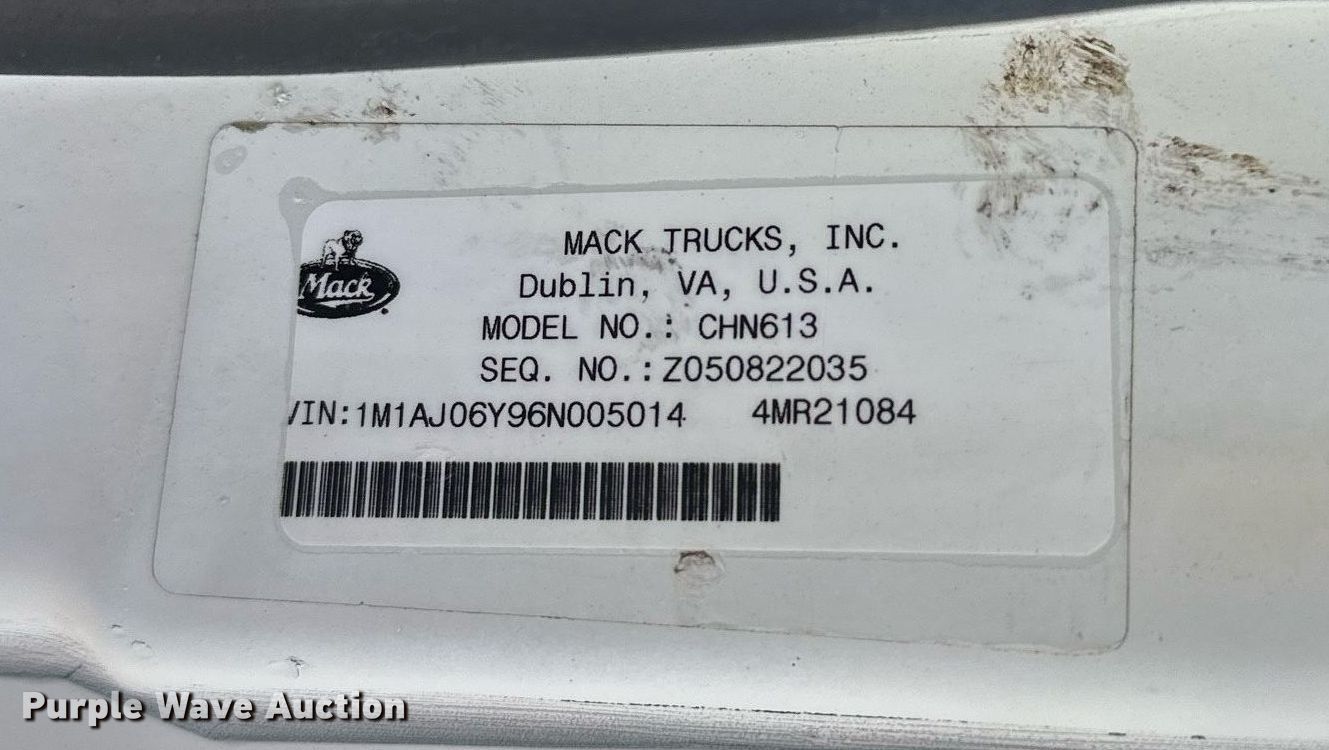 MACK TRUCKS, INC.
Mack
Dublin, VA, U.S.A.
MODEL NO.: CHN613
SEQ. NO.:Z050822035
VIN:1M1AJ06Y96N005014 4MR21084
Purple Wave Auction